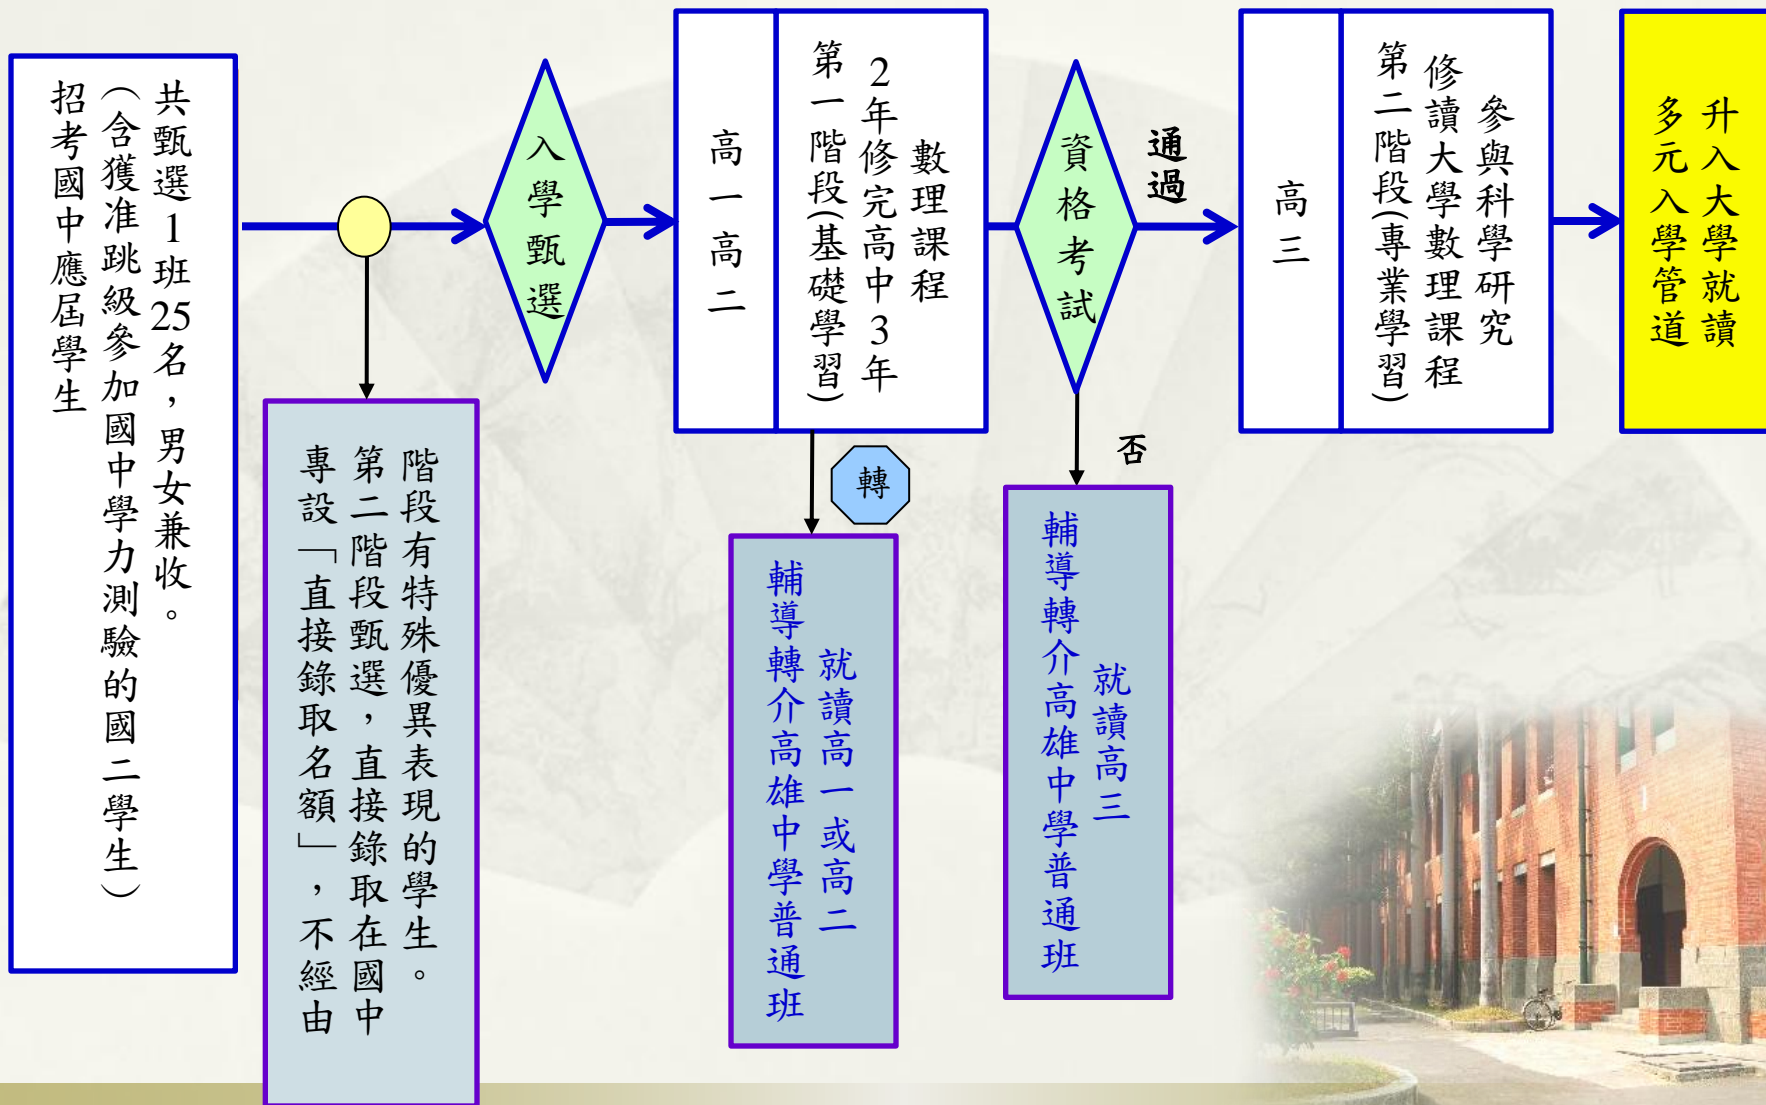 招考國中應屆學生
（含獲准跳級參加國中學力測驗的國二學生）
共甄選1班25名，男女兼收。
專設「直接錄取名額」，不經由
第二階段甄選，直接錄取在國中
階段有特殊優異表現的學生。
入學甄選
高一高二
第一階段(基礎學習)
2年修完高中3年
數理課程
轉
輔導轉介高雄中學普通班
就讀高一或高二
資格考試
通過
否
輔導轉介高雄中學普通班
就讀高三
高三
第二階段(專業學習)
修讀大學數理課程
參與科學研究
多元入學管道
升入大學就讀